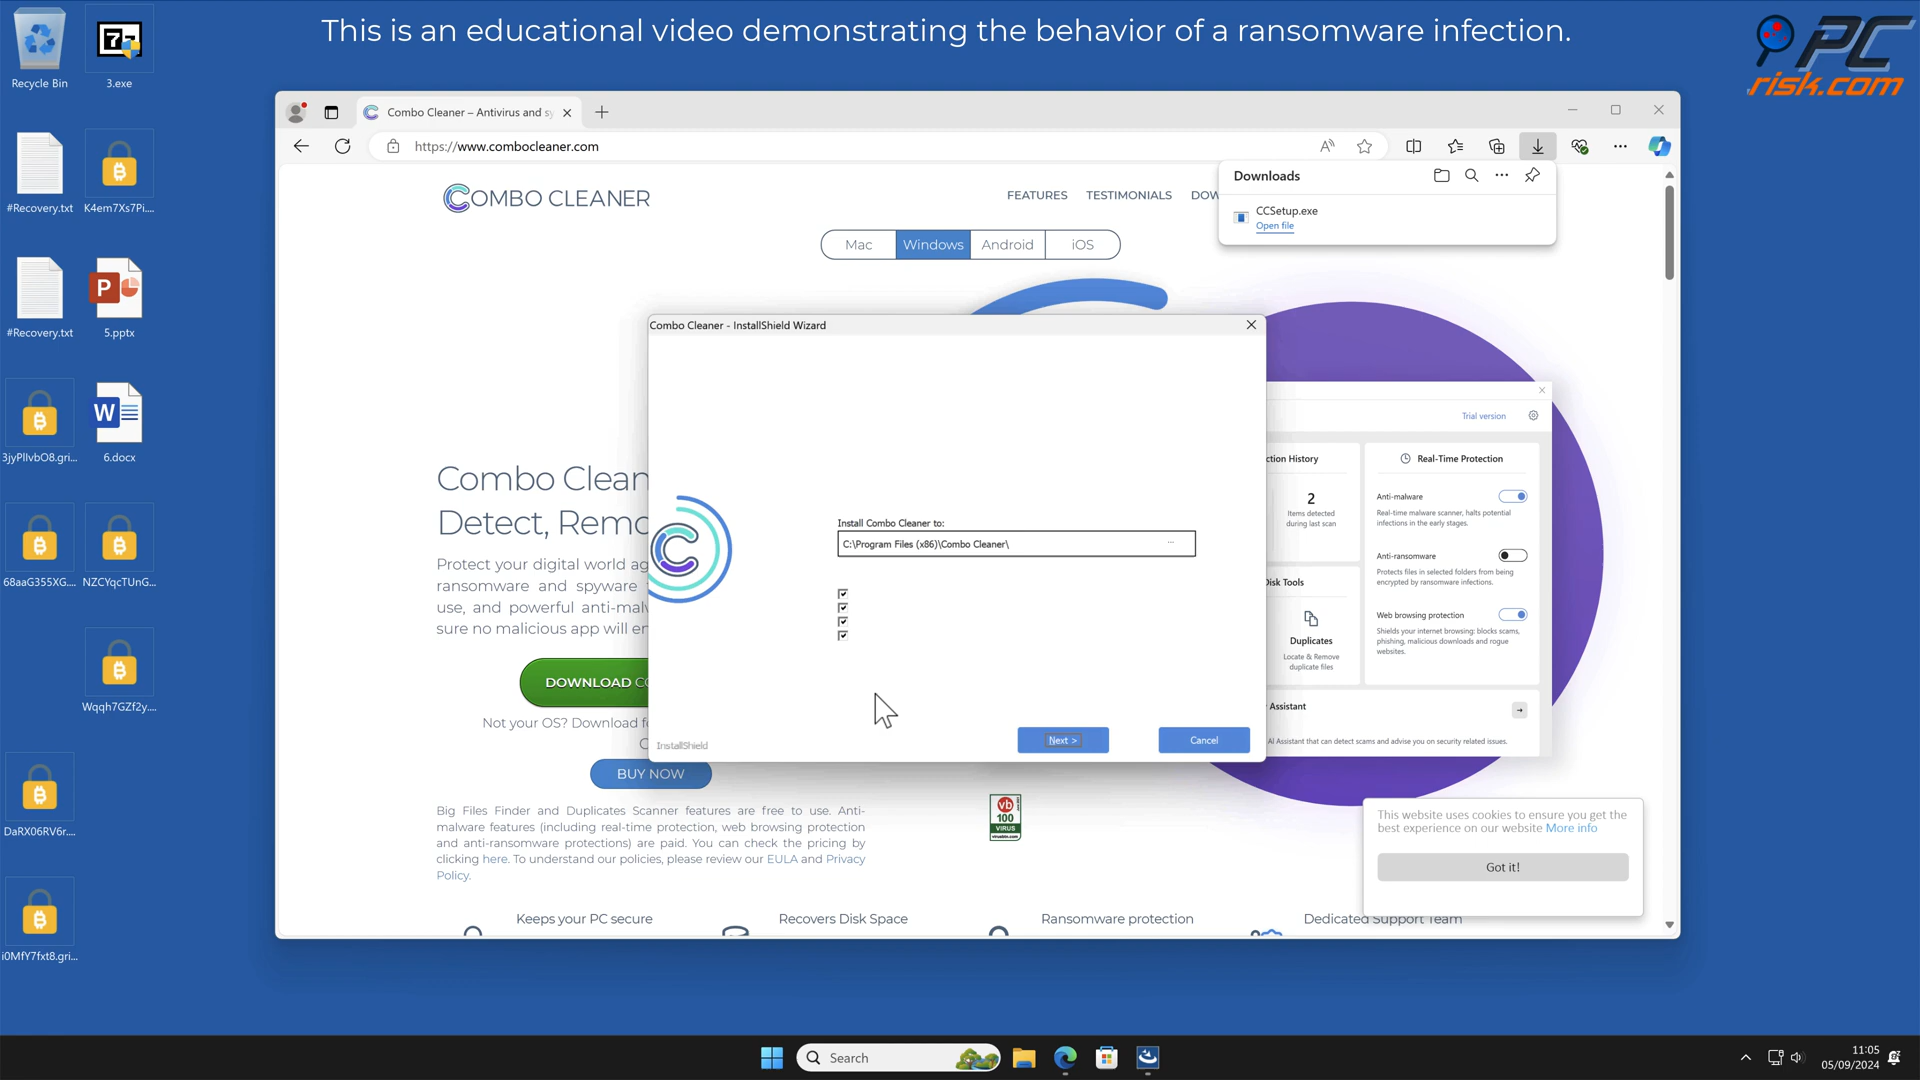 This is an educational video demonstrating the behavior of a ransomware infection.
PC
risk.com
Recycle Bin
3.exe
#Recovery.txt
K4em7Xs7Pi....
#Recovery.txt
5.pptx
3jyPllvbO8.gri...
6.docx
68aaG355XG....
NZCYqcTUnG...
Wqqh7GZf2y....
DaRX06RV6r....
i0MfY7fxt8.gri...
Combo Cleaner – Antivirus and sy
https://www.combocleaner.com
Downloads
CCSetup.exe
Open file
COMBO CLEANER
FEATURES
TESTIMONIALS
DOW
Mac
Windows
Android
iOS
Combo Clean
Detect, Remo
Protect your digital world ag
ransomware and spyware
use, and powerful anti-mal
sure no malicious app will en
DOWNLOAD CO
Not your OS? Download f
BUY NOW
Big Files Finder and Duplicates Scanner features are free to use. Anti-
malware features (including real-time protection, web browsing protection
and anti-ransomware protections) are paid. You can check the pricing by
clicking here. To understand our policies, please review our EULA and Privacy
Policy.
Combo Cleaner - InstallShield Wizard
Install Combo Cleaner to:
C:\Program Files (x86)\Combo Cleaner\
...
InstallShield
Next >
Cancel
Trial version
ction History
2
Items detected
during last scan
Real-Time Protection
Anti-malware
Real-time malware scanner, halts potential
infections in the early stages.
Anti-ransomware
Protects files in selected folders from being
encrypted by ransomware infections.
Web browsing protection
Shields your internet browsing: blocks scams,
phishing, malicious downloads and rogue
websites.
Disk Tools
Duplicates
Locate & Remove
duplicate files
Assistant
AI Assistant that can detect scams and advise you on security related issues.
vb
100
VIRUS
virusbtn.com
This website uses cookies to ensure you get the
best experience on our website More info
Got it!
Keeps your PC secure
Recovers Disk Space
Ransomware protection
Dedicated Support Team
Search
11:05
05/09/2024